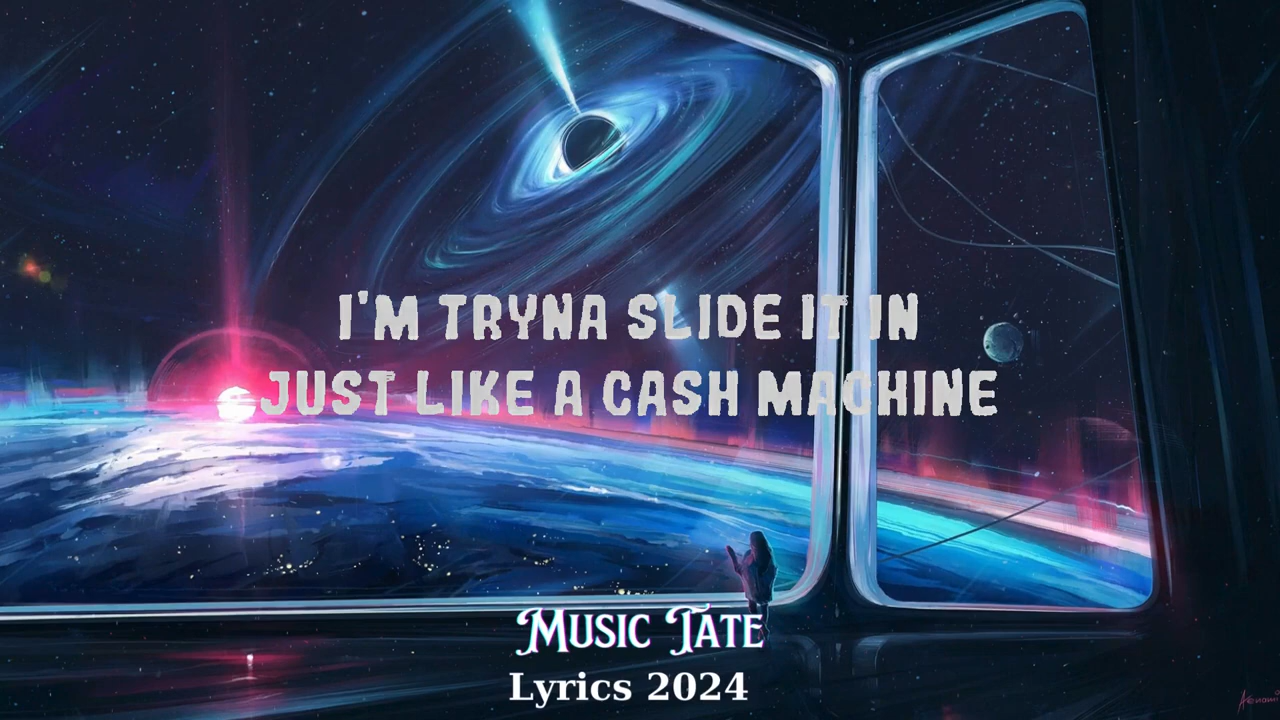 I'M TRYNA SLIDE IT IN
JUST LIKE A CASH MACHINE
Music Tate
Lyrics 2024